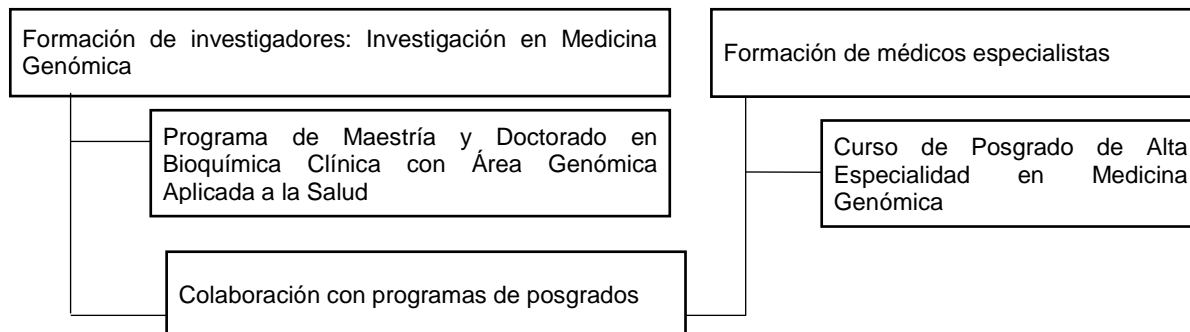 Formación de investigadores: Investigación en Medicina
Genómica
Formación de médicos especialistas
Programa de Maestría y Doctorado en
Bioquímica Clínica con Área Genómica
Aplicada a la Salud
Curso de Posgrado de Alta
Especialidad en Medicina
Genómica
Colaboración con programas de posgrados